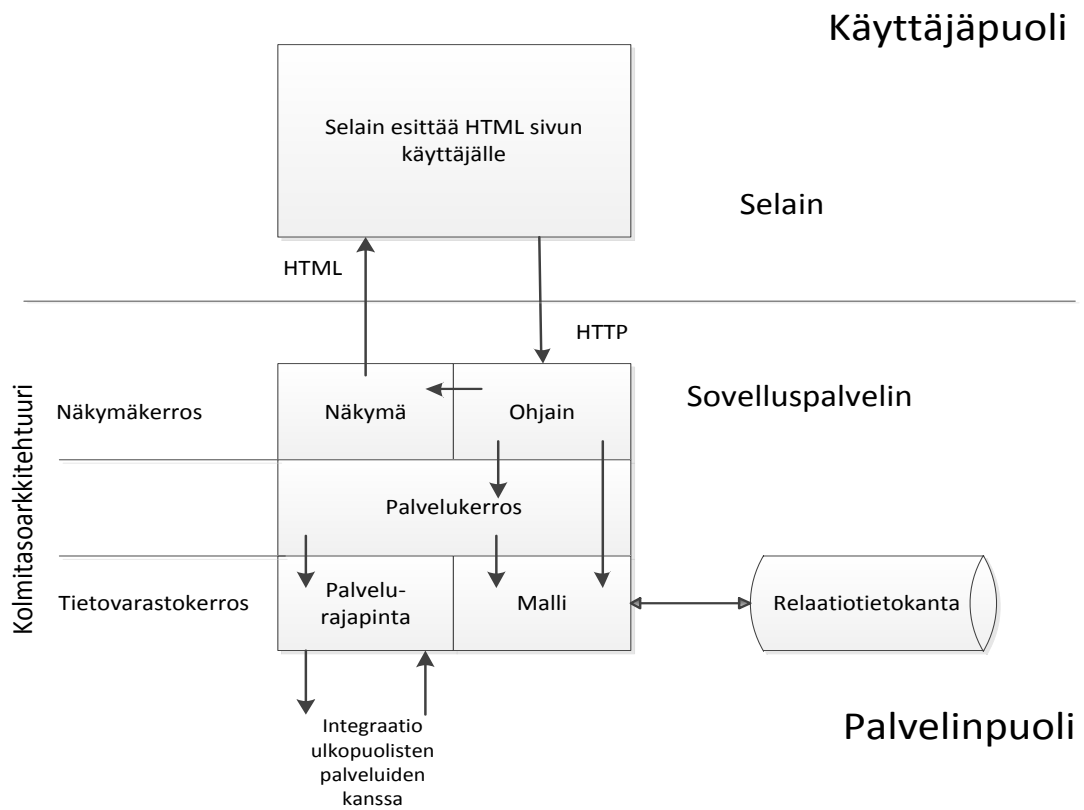 Käyttäjäpuoli
Selain esittää HTML sivun
käyttäjälle
Selain
HTML
HTTP
Kolmitasoarkkitehtuuri
Näkymäkerros
Näkymä
Ohjain
Sovelluspalvelin
Palvelukerros
Tietovarastokerros
Palvelu-
rajapinta
Malli
Relaatiotietokanta
Integraatio
ulkopuolisten
palveluiden
kanssa
Palvelinpuoli